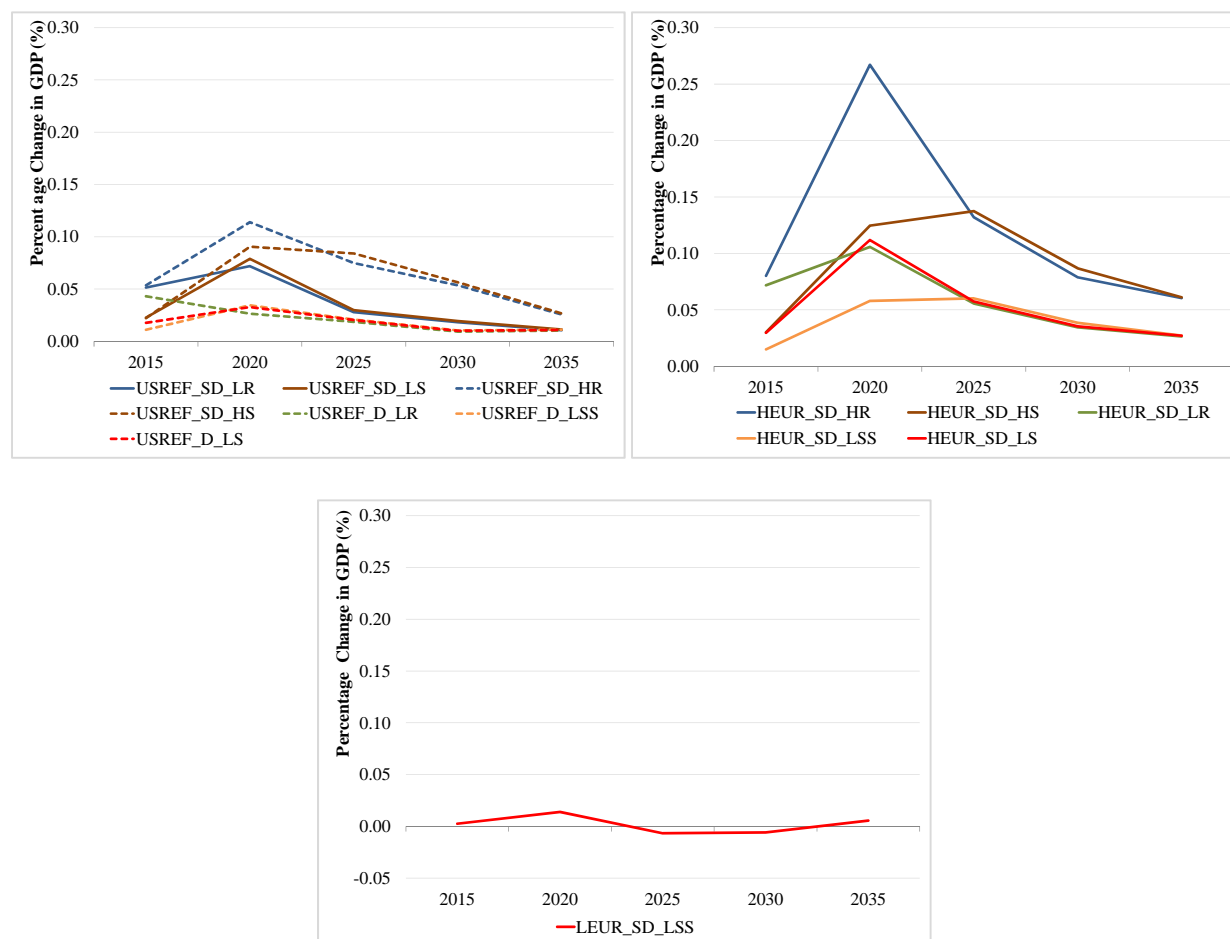 Percent age Change in GDP (%)
0.30
0.25
0.20
0.15
0.10
0.05
0.00
2015 2020 2025 2030 2035
USREF_SD_LR USREF_SD_LS USREF_SD_HR
USREF_SD_HS USREF_D_LR USREF_D_LSS
USREF_D_LS
Percentage Change in GDP (%)
0.30
0.25
0.20
0.15
0.10
0.05
0.00
2015 2020 2025 2030 2035
HEUR_SD_HR HEUR_SD_HS HEUR_SD_LR
HEUR_SD_LSS HEUR_SD_LS
Percentage Change in GDP (%)
0.30
0.25
0.20
0.15
0.10
0.05
0.00
-0.05
2015 2020 2025 2030 2035
LEUR_SD_LSS